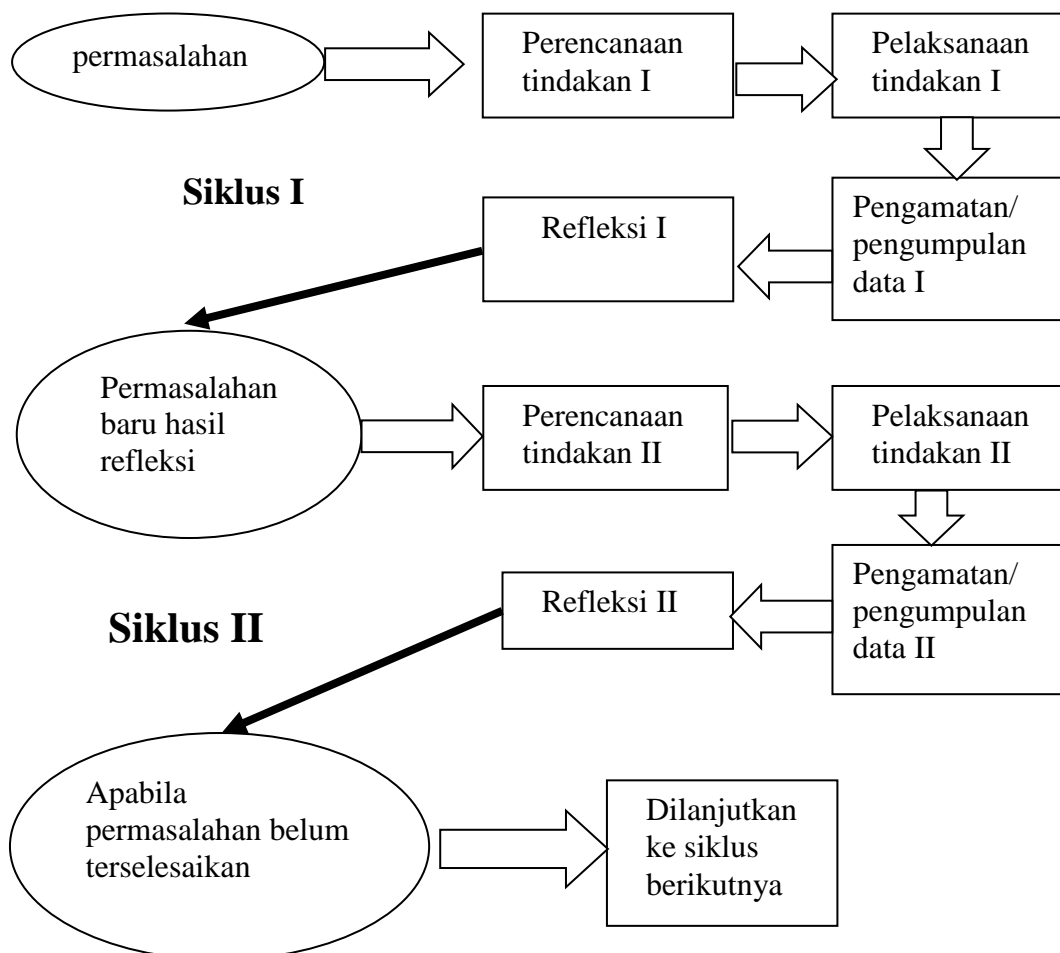 permasalahan
Perencanaan
tindakan I
Pelaksanaan
tindakan I
Siklus I
Refleksi I
Pengamatan/
pengumpulan
data I
Permasalahan
baru hasil
refleksi
Perencanaan
tindakan II
Pelaksanaan
tindakan II
Siklus II
Refleksi II
Pengamatan/
pengumpulan
data II
Apabila
permasalahan belum
terselesaikan
Dilanjutkan
ke siklus
berikutnya